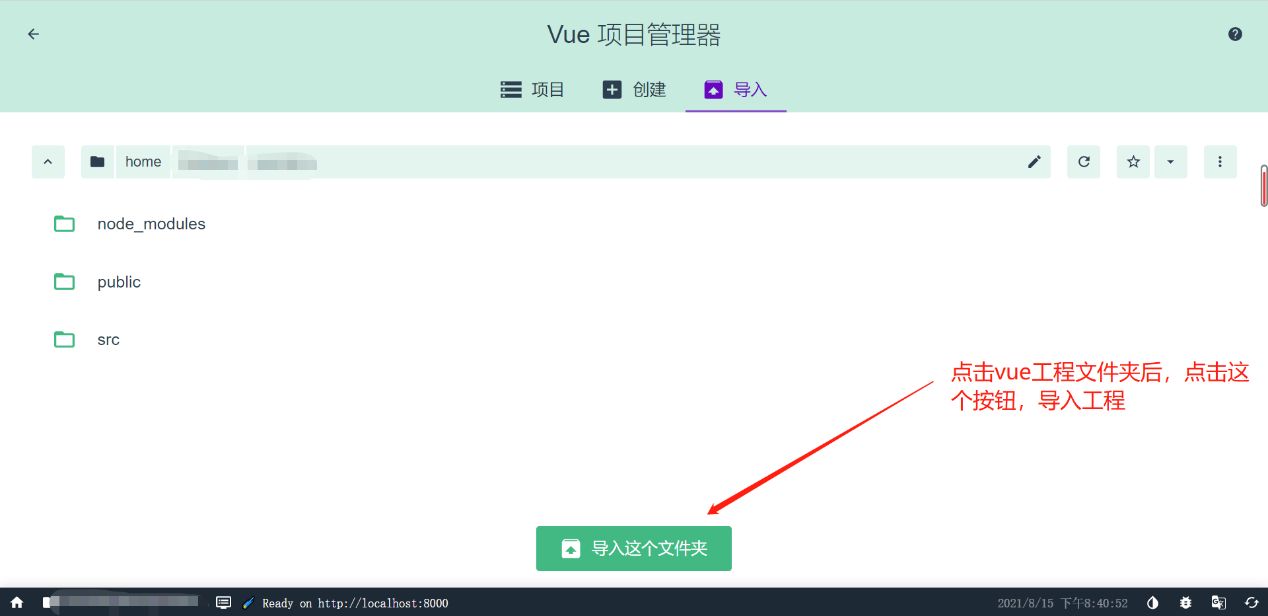 Vue 项目管理器
项目 创建 导入
home
node_modules
public
src
点击vue工程文件夹后，点击这
个按钮，导入工程
导入这个文件夹
Ready on http://localhost:8000 2021/8/15 下午8:40:52